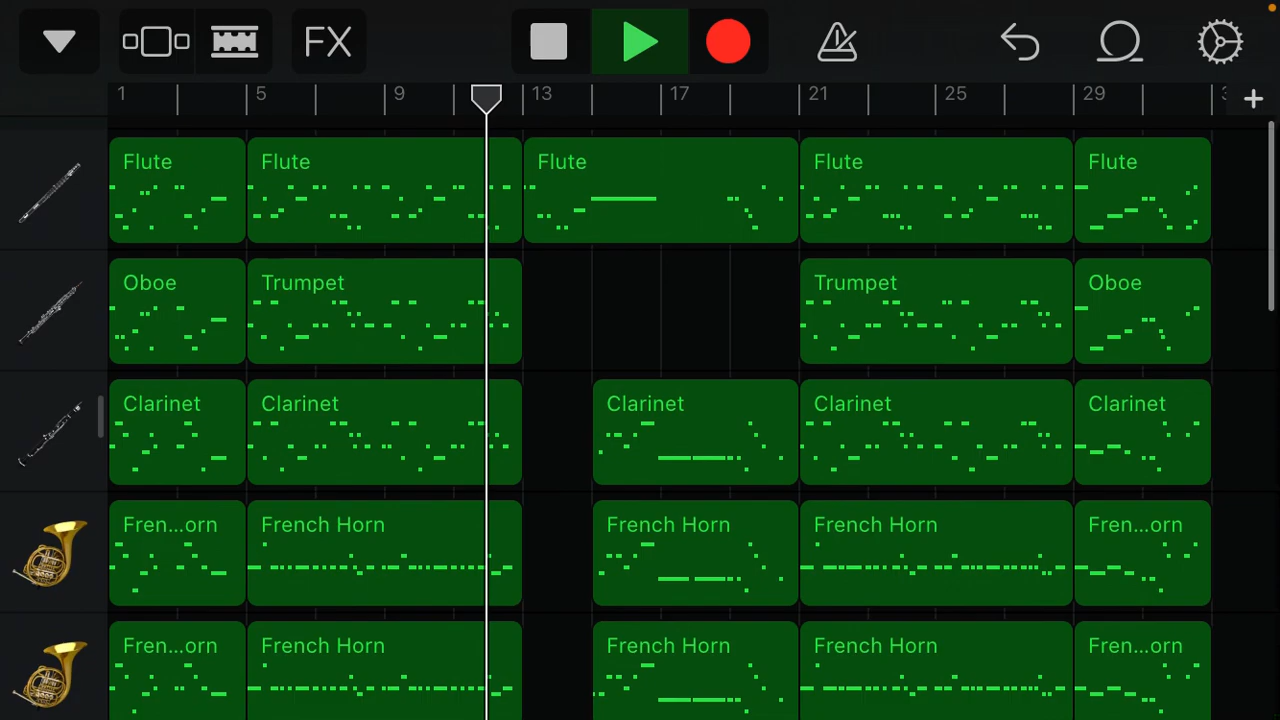 FX
1 5 9 13 17 21 25 29 3
Flute Flute Flute Flute Flute
Oboe Trumpet Trumpet Oboe
Clarinet Clarinet Clarinet Clarinet Clarinet
Fren...orn French Horn French Horn French Horn Fren...orn
Fren...orn French Horn French Horn French Horn Fren...orn